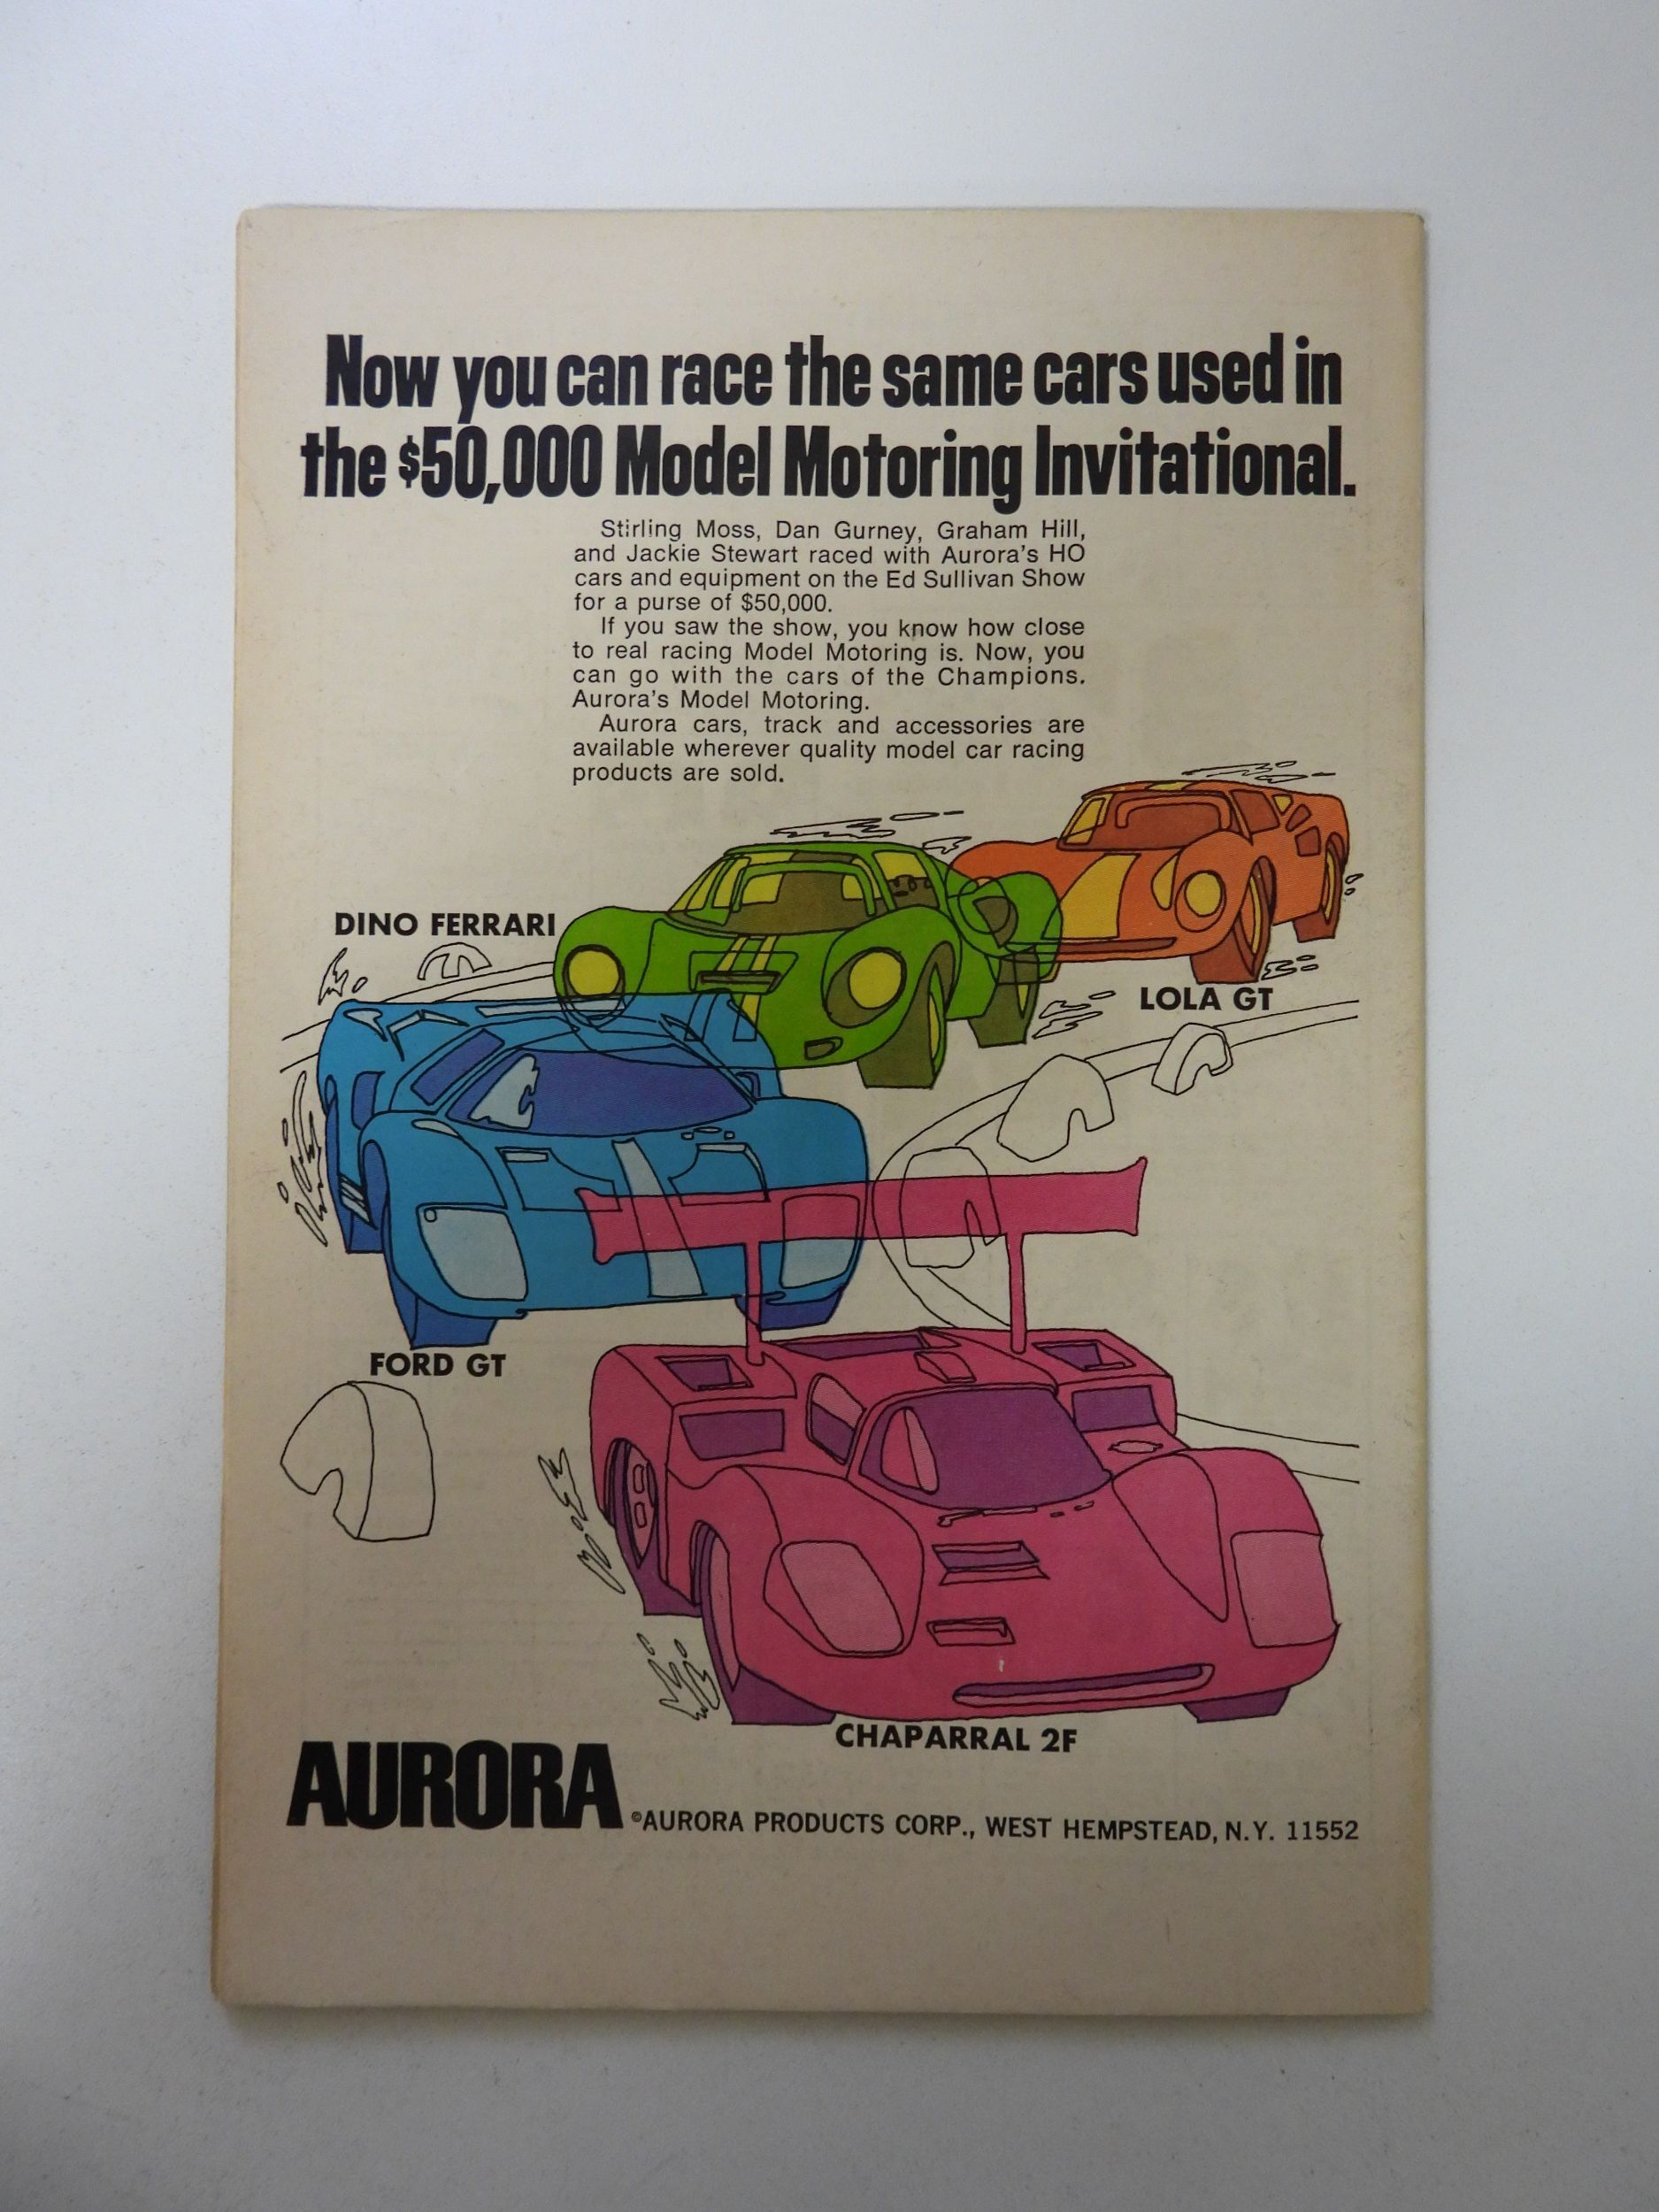 Now you can race the same cars used in
the $50,000 Model Motoring Invitational.
Stirling Moss, Dan Gurney, Graham Hill,
and Jackie Stewart raced with Aurora's HO
cars and equipment on the Ed Sullivan Show
for a purse of $50,000.
If you saw the show, you know how close
to real racing Model Motoring is. Now, you
can go with the cars of the Champions.
Aurora's Model Motoring.
Aurora cars, track and accessories are
available wherever quality model car racing
products are sold.
DINO FERRARI
LOLA GT
FORD GT
CHAPARRAL 2F
AURORA
©AURORA PRODUCTS CORP., WEST HEMPSTEAD, N.Y. 11552